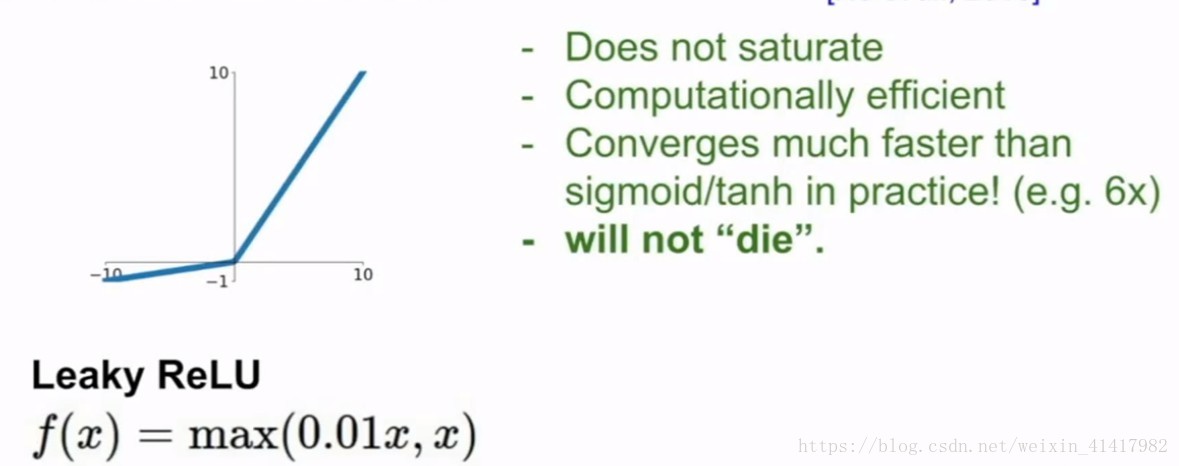 - Does not saturate
- Computationally efficient
- Converges much faster than
sigmoid/tanh in practice! (e.g. 6x)
- will not “die”.
10
−10
−1
10
Leaky ReLU
f(x) = max(0.01x, x)
https://blog.csdn.net/weixin_41417982